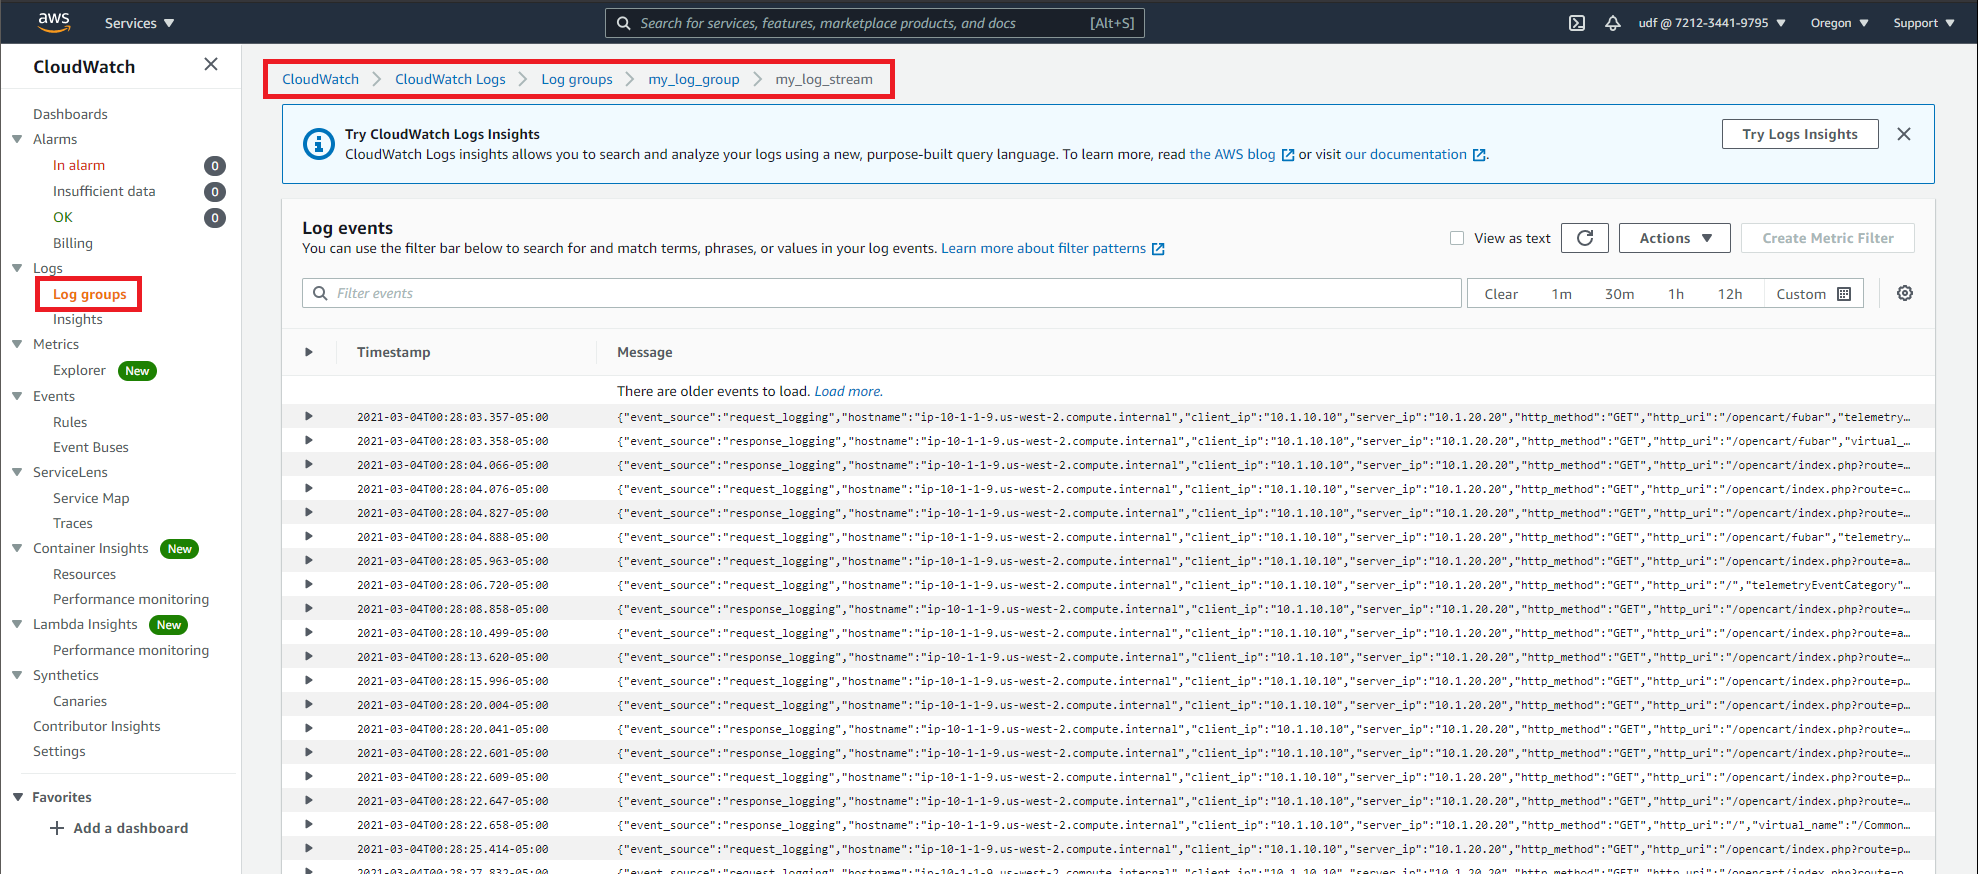 aws Services Search for services, features, marketplace products, and docs [Alt+S] udf @ 7212-3441-9795 Oregon Support
CloudWatch
Dashboards
Alarms
In alarm 0
Insufficient data 0
OK 0
Billing
Logs
Log groups
Insights
Metrics
Explorer New
Events
Rules
Event Buses
ServiceLens
Service Map
Traces
Container Insights New
Resources
Performance monitoring
Lambda Insights New
Performance monitoring
Synthetics
Canaries
Contributor Insights
Settings
Favorites
Add a dashboard
CloudWatch CloudWatch Logs Log groups my_log_group my_log_stream
Try CloudWatch Logs Insights
CloudWatch Logs insights allows you to search and analyze your logs using a new, purpose-built query language. To learn more, read the AWS blog or visit our documentation.
Try Logs Insights
Log events
You can use the filter bar below to search for and match terms, phrases, or values in your log events. Learn more about filter patterns
View as text Actions Create Metric Filter
Filter events Clear 1m 30m 1h 12h Custom
Timestamp Message
There are older events to load. Load more.
2021-03-04T00:28:03.357-05:00 {"event_source":"request_logging","hostname":"ip-10-1-1-9.us-west-2.compute.internal","client_ip":"10.1.10.10","server_ip":"10.1.20.20","http_method":"GET","http_uri":"/opencart/fubar","telemetry…
2021-03-04T00:28:03.358-05:00 {"event_source":"response_logging","hostname":"ip-10-1-1-9.us-west-2.compute.internal","client_ip":"10.1.10.10","server_ip":"10.1.20.20","http_method":"GET","http_uri":"/opencart/fubar","virtual_…
2021-03-04T00:28:04.066-05:00 {"event_source":"response_logging","hostname":"ip-10-1-1-9.us-west-2.compute.internal","client_ip":"10.1.10.10","server_ip":"10.1.20.20","http_method":"GET","http_uri":"/opencart/index.php?route=…
2021-03-04T00:28:04.076-05:00 {"event_source":"request_logging","hostname":"ip-10-1-1-9.us-west-2.compute.internal","client_ip":"10.1.10.10","server_ip":"10.1.20.20","http_method":"GET","http_uri":"/opencart/index.php?route=c…
2021-03-04T00:28:04.827-05:00 {"event_source":"response_logging","hostname":"ip-10-1-1-9.us-west-2.compute.internal","client_ip":"10.1.10.10","server_ip":"10.1.20.20","http_method":"GET","http_uri":"/opencart/index.php?route=…
2021-03-04T00:28:04.888-05:00 {"event_source":"request_logging","hostname":"ip-10-1-1-9.us-west-2.compute.internal","client_ip":"10.1.10.10","server_ip":"10.1.20.20","http_method":"GET","http_uri":"/opencart/fubar","telemetry…
2021-03-04T00:28:05.963-05:00 {"event_source":"request_logging","hostname":"ip-10-1-1-9.us-west-2.compute.internal","client_ip":"10.1.10.10","server_ip":"10.1.20.20","http_method":"GET","http_uri":"/opencart/index.php?route=a…
2021-03-04T00:28:06.720-05:00 {"event_source":"request_logging","hostname":"ip-10-1-1-9.us-west-2.compute.internal","client_ip":"10.1.10.10","server_ip":"10.1.20.20","http_method":"GET","http_uri":"/","telemetryEventCategory"…
2021-03-04T00:28:08.858-05:00 {"event_source":"response_logging","hostname":"ip-10-1-1-9.us-west-2.compute.internal","client_ip":"10.1.10.10","server_ip":"10.1.20.20","http_method":"GET","http_uri":"/opencart/index.php?route=…
2021-03-04T00:28:10.499-05:00 {"event_source":"request_logging","hostname":"ip-10-1-1-9.us-west-2.compute.internal","client_ip":"10.1.10.10","server_ip":"10.1.20.20","http_method":"GET","http_uri":"/opencart/index.php?route=a…
2021-03-04T00:28:13.620-05:00 {"event_source":"response_logging","hostname":"ip-10-1-1-9.us-west-2.compute.internal","client_ip":"10.1.10.10","server_ip":"10.1.20.20","http_method":"GET","http_uri":"/opencart/index.php?route=…
2021-03-04T00:28:15.996-05:00 {"event_source":"request_logging","hostname":"ip-10-1-1-9.us-west-2.compute.internal","client_ip":"10.1.10.10","server_ip":"10.1.20.20","http_method":"GET","http_uri":"/opencart/index.php?route=p…
2021-03-04T00:28:20.004-05:00 {"event_source":"request_logging","hostname":"ip-10-1-1-9.us-west-2.compute.internal","client_ip":"10.1.10.10","server_ip":"10.1.20.20","http_method":"GET","http_uri":"/opencart/index.php?route=p…
2021-03-04T00:28:20.041-05:00 {"event_source":"response_logging","hostname":"ip-10-1-1-9.us-west-2.compute.internal","client_ip":"10.1.10.10","server_ip":"10.1.20.20","http_method":"GET","http_uri":"/opencart/index.php?route=…
2021-03-04T00:28:22.601-05:00 {"event_source":"response_logging","hostname":"ip-10-1-1-9.us-west-2.compute.internal","client_ip":"10.1.10.10","server_ip":"10.1.20.20","http_method":"GET","http_uri":"/opencart/index.php?route=…
2021-03-04T00:28:22.609-05:00 {"event_source":"request_logging","hostname":"ip-10-1-1-9.us-west-2.compute.internal","client_ip":"10.1.10.10","server_ip":"10.1.20.20","http_method":"GET","http_uri":"/opencart/index.php?route=p…
2021-03-04T00:28:22.647-05:00 {"event_source":"response_logging","hostname":"ip-10-1-1-9.us-west-2.compute.internal","client_ip":"10.1.10.10","server_ip":"10.1.20.20","http_method":"GET","http_uri":"/opencart/index.php?route=…
2021-03-04T00:28:22.658-05:00 {"event_source":"response_logging","hostname":"ip-10-1-1-9.us-west-2.compute.internal","client_ip":"10.1.10.10","server_ip":"10.1.20.20","http_method":"GET","http_uri":"/","virtual_name":"/Common…
2021-03-04T00:28:25.414-05:00 {"event_source":"request_logging","hostname":"ip-10-1-1-9.us-west-2.compute.internal","client_ip":"10.1.10.10","server_ip":"10.1.20.20","http_method":"GET","http_uri":"/opencart/index.php?route=p…